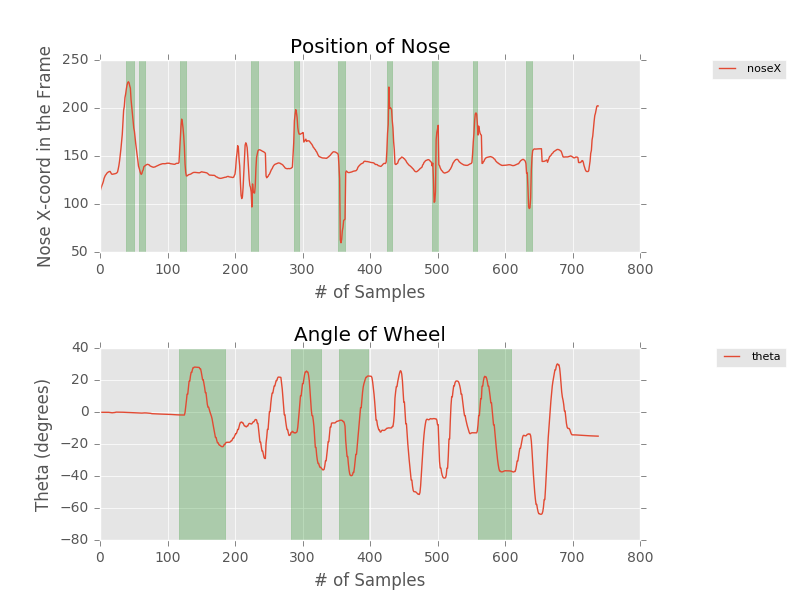 Position of Nose
Nose X-coord in the Frame
250
200
150
100
50
0 100 200 300 400 500 600 700 800
# of Samples
noseX
Angle of Wheel
Theta (degrees)
40
20
0
−20
−40
−60
−80
0 100 200 300 400 500 600 700 800
# of Samples
theta